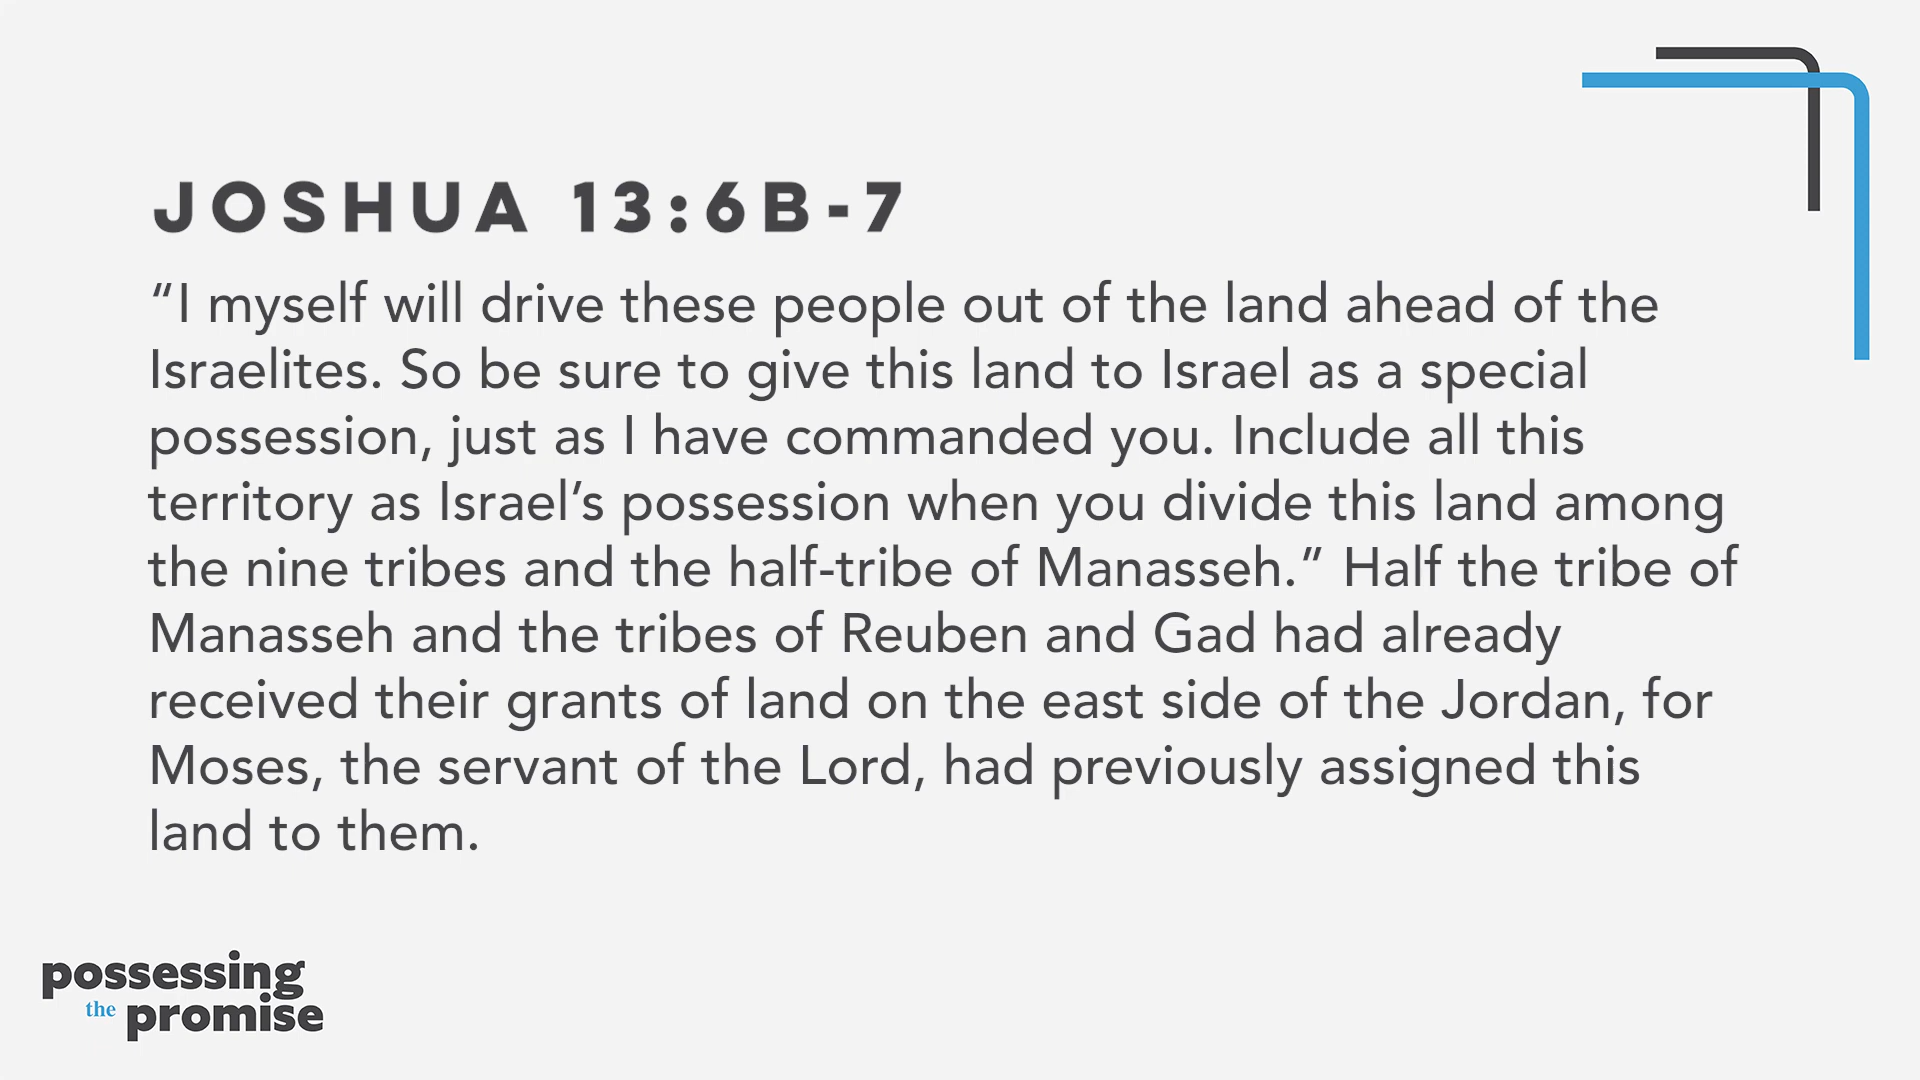 JOSHUA 13:6B-7
“I myself will drive these people out of the land ahead of the
Israelites. So be sure to give this land to Israel as a special
possession, just as I have commanded you. Include all this
territory as Israel’s possession when you divide this land among
the nine tribes and the half-tribe of Manasseh.” Half the tribe of
Manasseh and the tribes of Reuben and Gad had already
received their grants of land on the east side of the Jordan, for
Moses, the servant of the Lord, had previously assigned this
land to them.
possessing
the promise